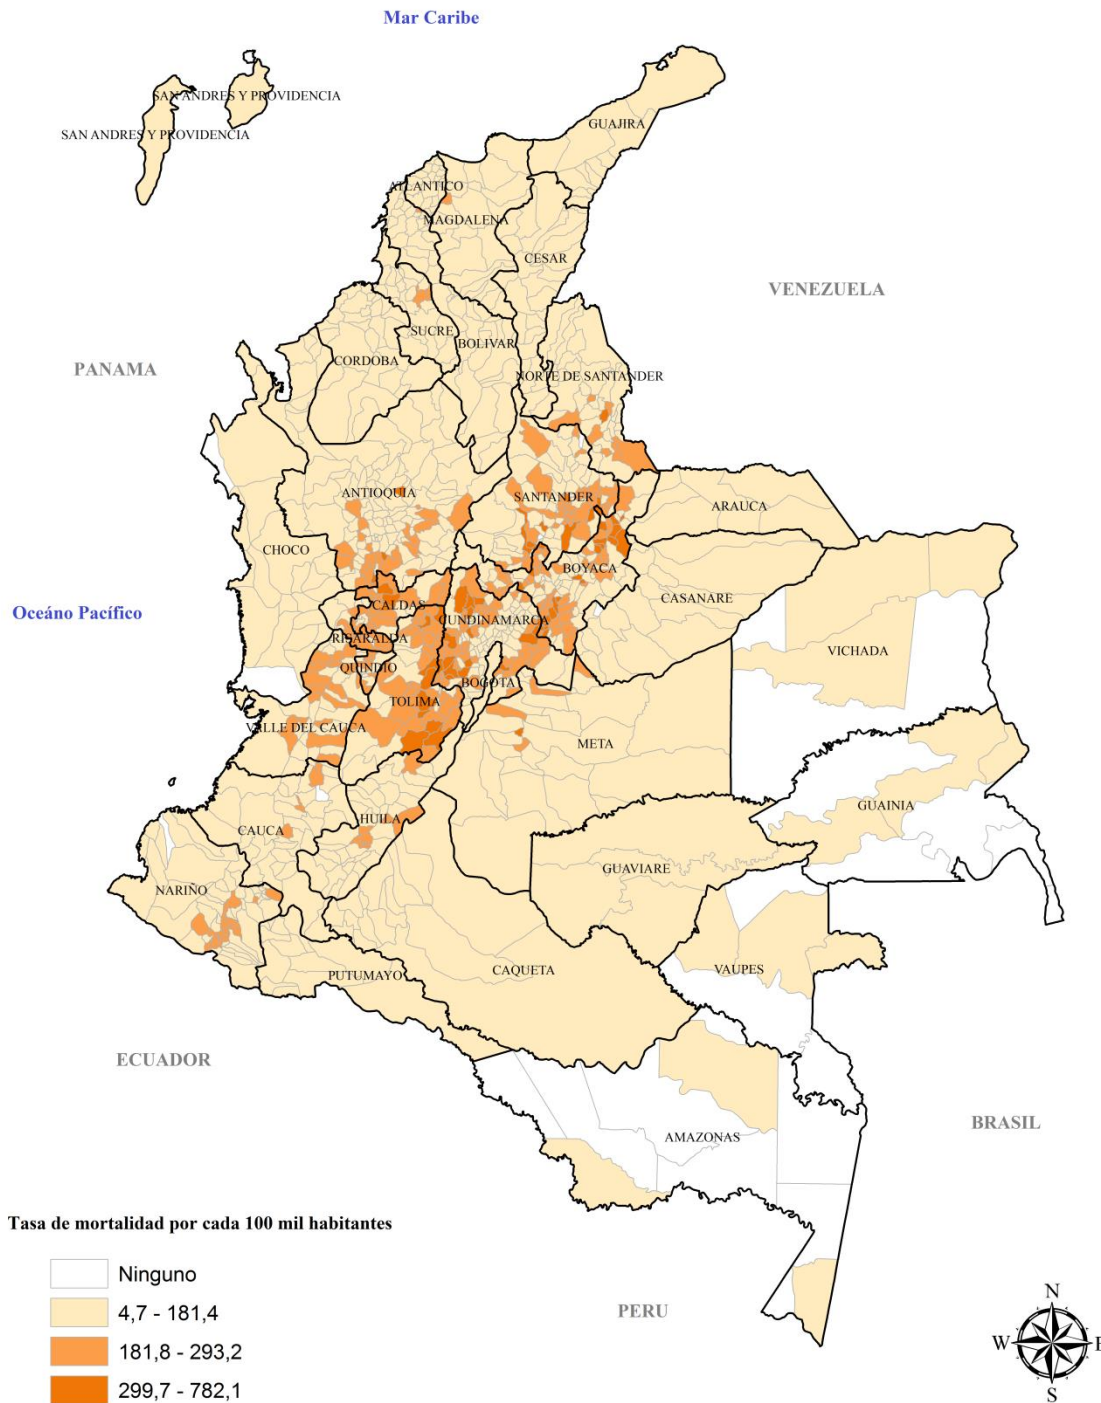 Mar Caribe
SAN ANDRES Y PROVIDENCIA
SAN ANDRES Y PROVIDENCIA
GUAJIRA
ATLANTICO
MAGDALENA
CESAR
VENEZUELA
SUCRE
BOLIVAR
CORDOBA
PANAMA
NORTE DE SANTANDER
ANTIOQUIA
SANTANDER
ARAUCA
CHOCO
BOYACA
CASANARE
Oceáno Pacífico
CALDAS
CUNDINAMARCA
RISARALDA
VICHADA
QUINDIO
BOGOTA
TOLIMA
VALLE DEL CAUCA
META
GUAINIA
HUILA
CAUCA
GUAVIARE
NARIÑO
VAUPES
CAQUETA
PUTUMAYO
ECUADOR
BRASIL
AMAZONAS
Tasa de mortalidad por cada 100 mil habitantes
Ninguno
4,7 - 181,4
181,8 - 293,2
299,7 - 782,1
PERU
N
W
E
S